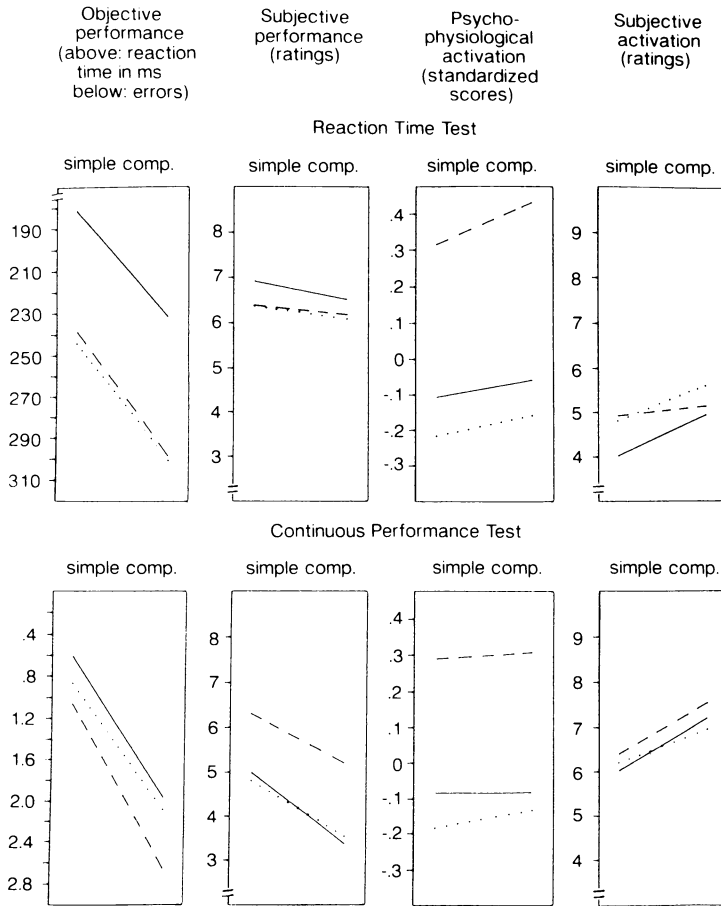 Objective
performance
(above: reaction
time in ms
below: errors)
Subjective
performance
(ratings)
Psycho-
physiological
activation
(standardized
scores)
Subjective
activation
(ratings)
Reaction Time Test
simple comp.
simple comp.
simple comp.
simple comp.
190
210
230
250
270
290
310
8
7
6
5
4
3
.4
.3
.2
.1
0
-.1
-.2
-.3
9
8
7
6
5
4
Continuous Performance Test
simple comp.
simple comp.
simple comp.
simple comp.
.4
.8
1.2
1.6
2.0
2.4
2.8
8
7
6
5
4
3
.4
.3
.2
.1
0
-.1
-.2
-.3
9
8
7
6
5
4